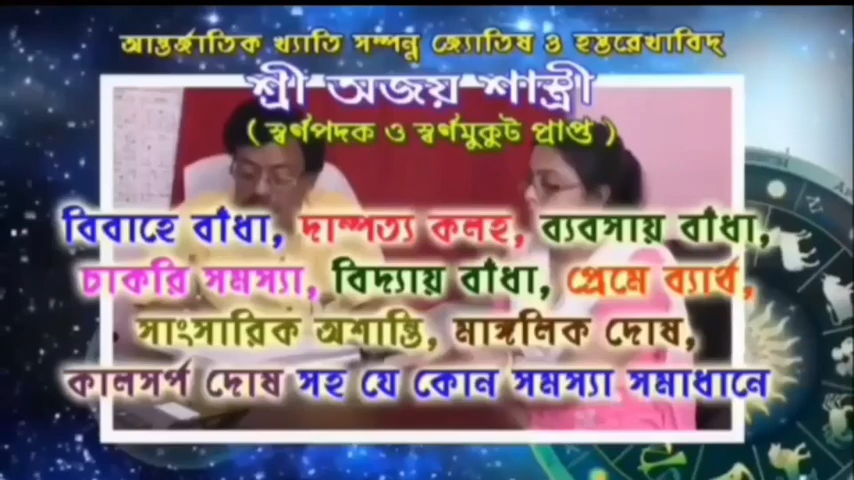 আন্তর্জাতিক খ্যাতি সম্পন্ন জ্যোতিষ ও হস্তরেখাবিদ্
শ্রী অজয় শাস্ত্রী
( স্বর্ণপদক ও স্বর্ণমুকুট প্রাপ্ত )
বিবাহে বাঁধা, দাম্পত্য কলহ, ব্যবসায় বাঁধা,
চাকরি সমস্যা, বিদ্যায় বাঁধা, প্রেমে ব্যার্থ,
সাংসারিক অশান্তি, মাঙ্গলিক দোষ,
কালসর্প দোষ সহ যে কোন সমস্যা সমাধানে